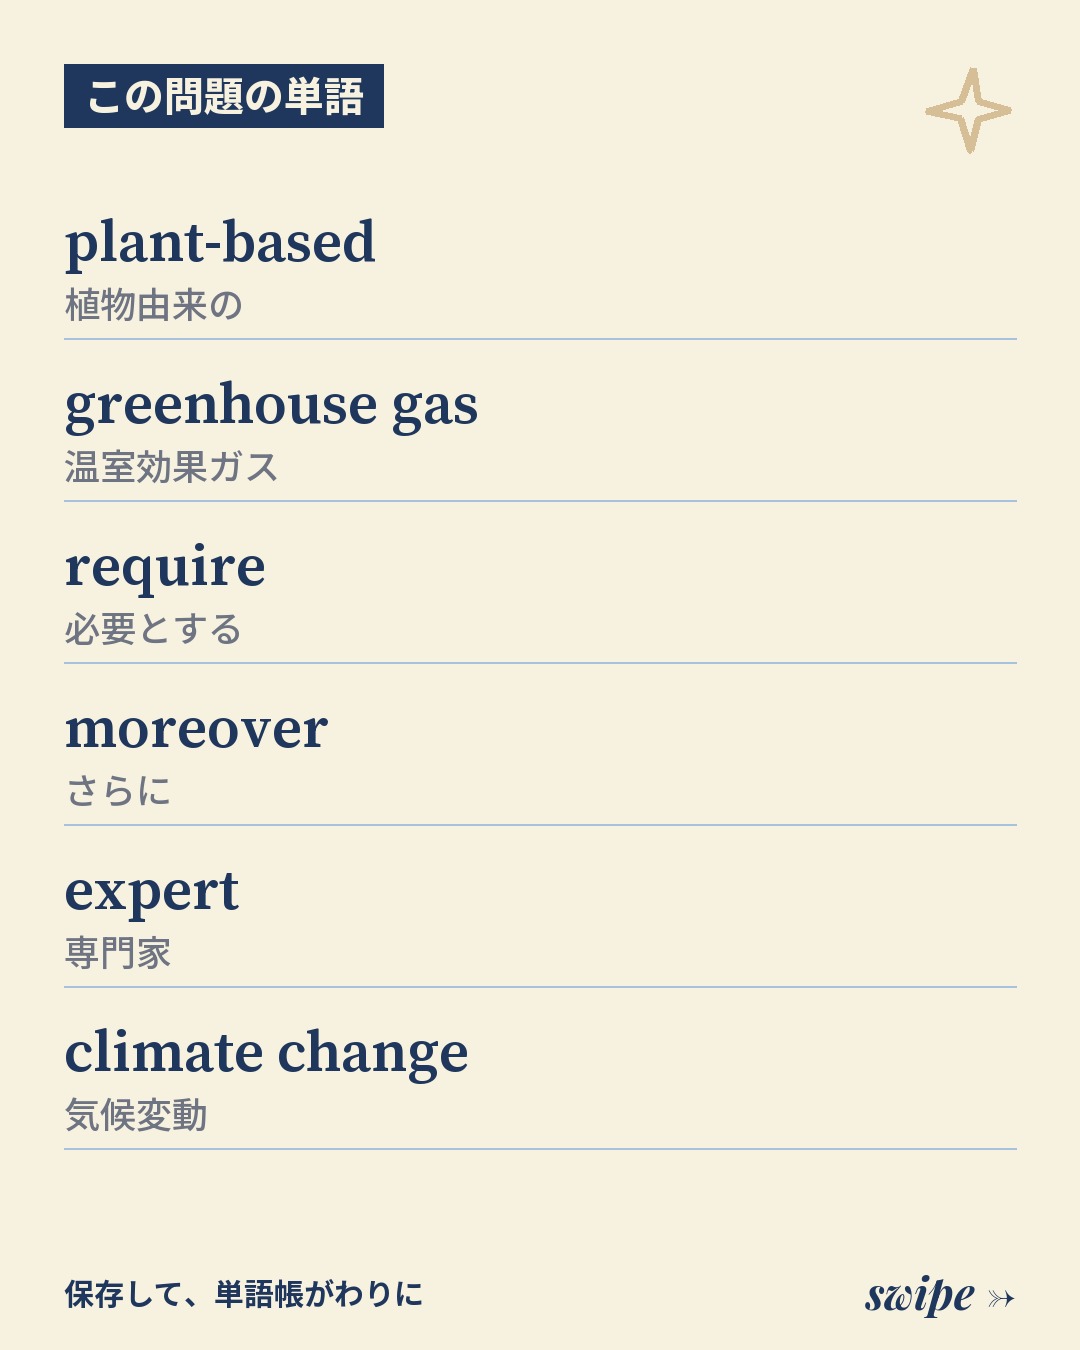 この問題の単語
plant-based
植物由来の
greenhouse gas
温室効果ガス
require
必要とする
moreover
さらに
expert
専門家
climate change
気候変動
保存して、単語帳がわりに
swipe